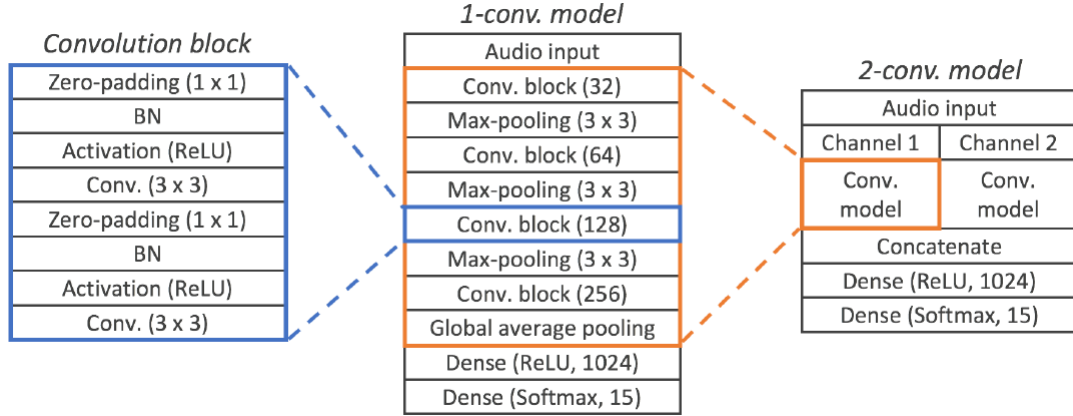 Convolution block
Zero-padding (1 x 1)
BN
Activation (ReLU)
Conv. (3 x 3)
Zero-padding (1 x 1)
BN
Activation (ReLU)
Conv. (3 x 3)
1-conv. model
Audio input
Conv. block (32)
Max-pooling (3 x 3)
Conv. block (64)
Max-pooling (3 x 3)
Conv. block (128)
Max-pooling (3 x 3)
Conv. block (256)
Global average pooling
Dense (ReLU, 1024)
Dense (Softmax, 15)
2-conv. model
Audio input
Channel 1
Channel 2
Conv.
model
Conv.
model
Concatenate
Dense (ReLU, 1024)
Dense (Softmax, 15)